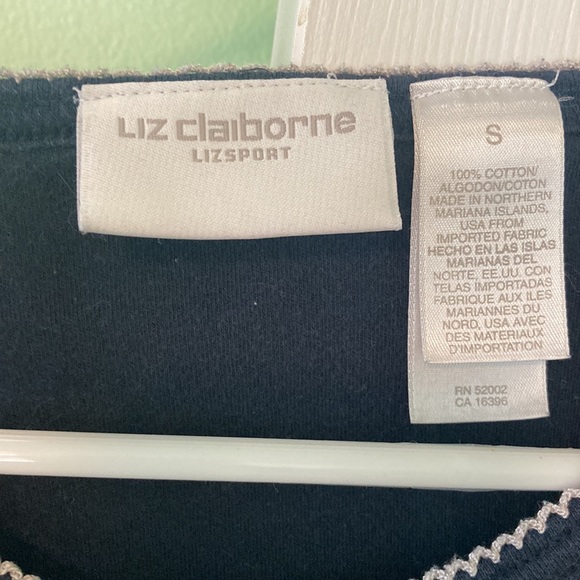 LIZ claiborne
LIZSPORT
S
100% COTTON/
ALGODON/COTON
MADE IN NORTHERN
MARIANA ISLANDS,
USA FROM
IMPORTED FABRIC
HECHO EN LAS ISLAS
MARIANAS DEL
NORTE, EE.UU. CON
TELAS IMPORTADAS
FABRIQUE AUX ILES
MARIANNES DU
NORD, USA AVEC
DES MATERIAUX
D'IMPORTATION
RN 52002
CA 16396